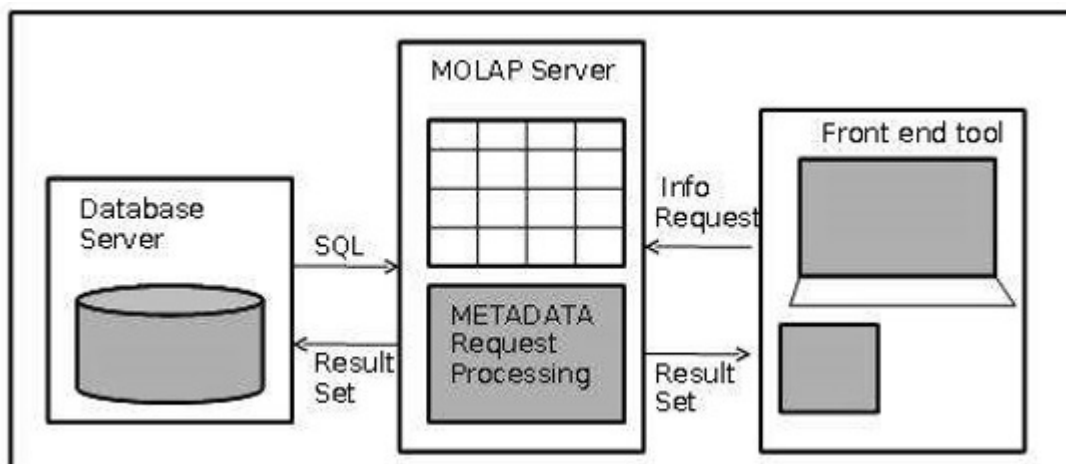 MOLAP Server
Front end tool
Database
Server
SQL
Info
Request
METADATA
Request
Processing
Result
Set
Result
Set